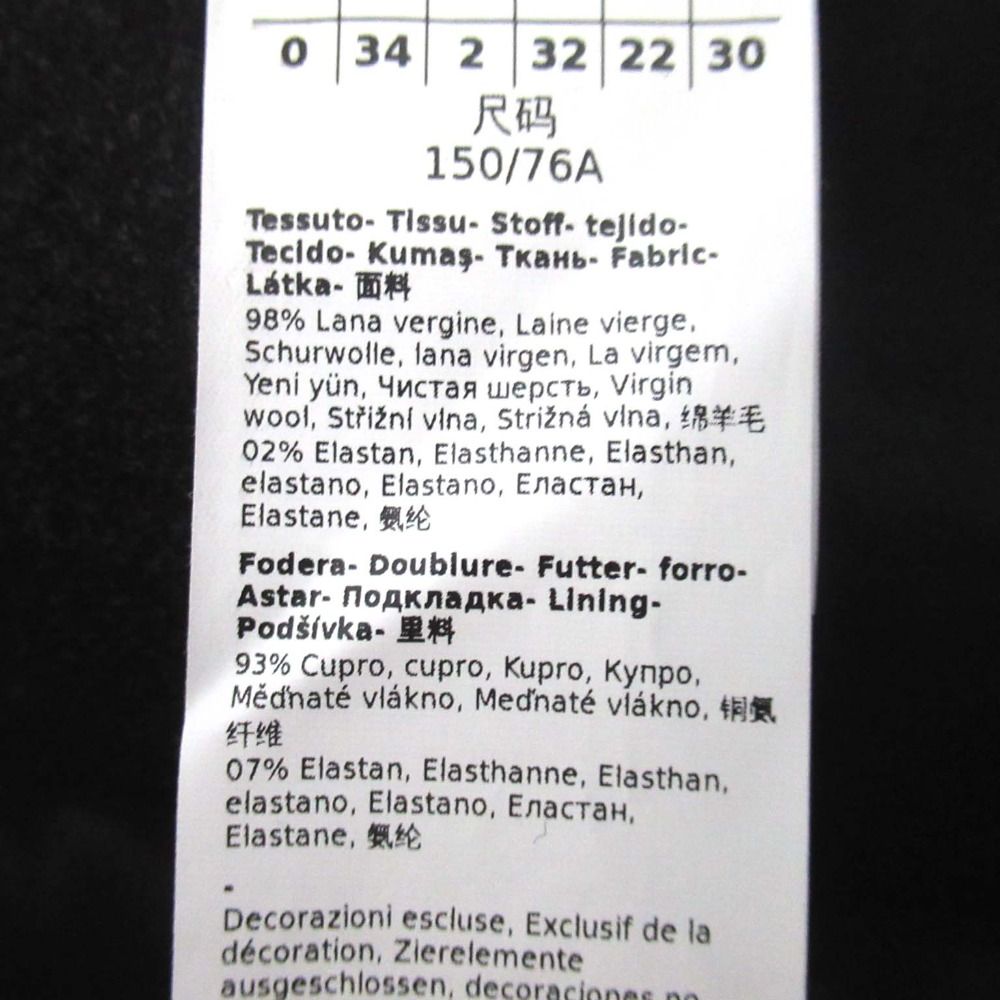 0 34 2 32 22 30
尺码
150/76A
Tessuto- Tissu- Stoff- tejido-
Tecido- Kumaş- Ткань- Fabric-
Látka- 面料
98% Lana vergine, Laine vierge,
Schurwolle, lana virgen, La virgem,
Yeni yün, Чистая шерсть, Virgin
wool, Střižní vlna, Strižná vlna, 绵羊毛
02% Elastan, Elasthanne, Elasthan,
elastano, Elastano, Еластан,
Elastane, 氨纶
Fodera- Doublure- Futter- forro-
Astar- Подкладка- Lining-
Podšívka- 里料
93% Cupro, cupro, Kupro, Купро,
Měďnaté vlákno, Meďnaté vlákno, 铜氨
纤维
07% Elastan, Elasthanne, Elasthan,
elastano, Elastano, Еластан,
Elastane, 氨纶
-
Decorazioni escluse, Exclusif de la
décoration, Zierelemente
ausgeschlossen, decoraciones no